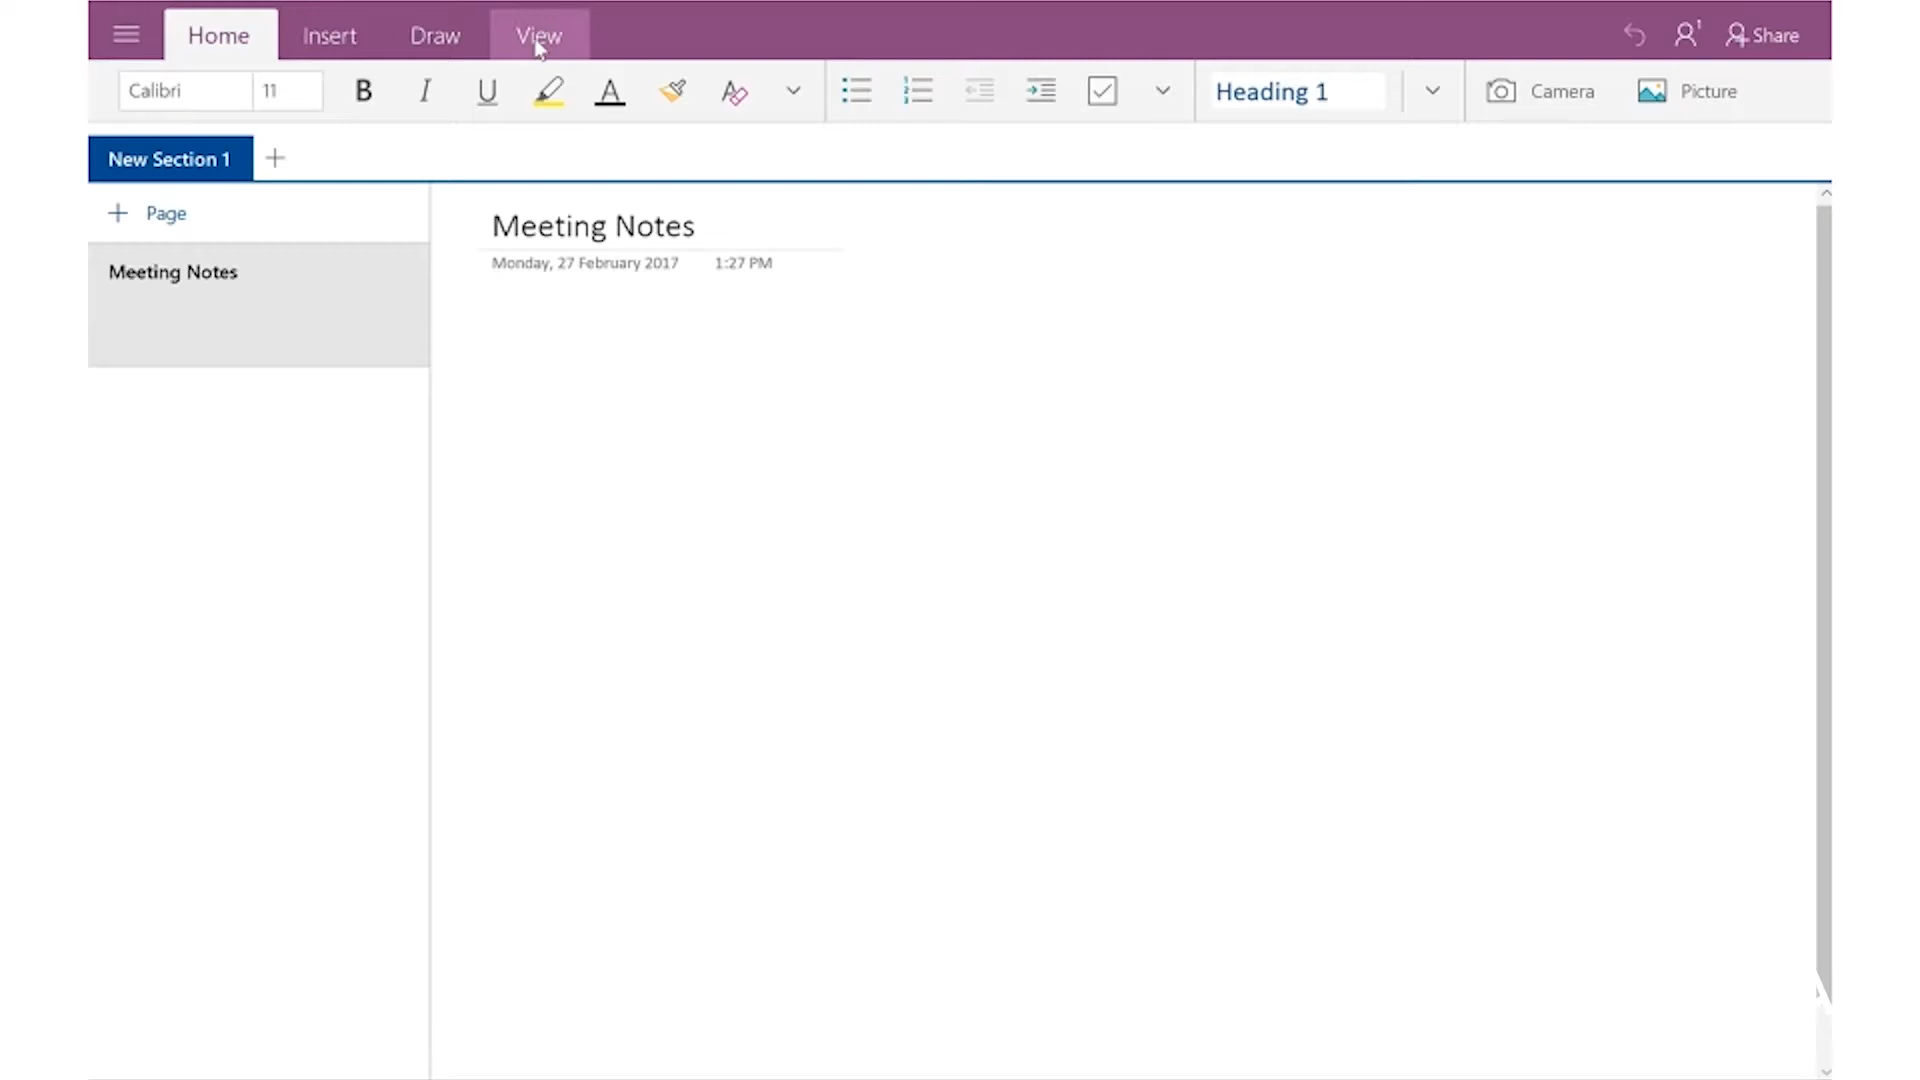 Home Insert Draw View Share
Calibri 11 B I U A Heading 1 Camera Picture
New Section 1
Page
Meeting Notes
Meeting Notes
Monday, 27 February 2017 1:27 PM